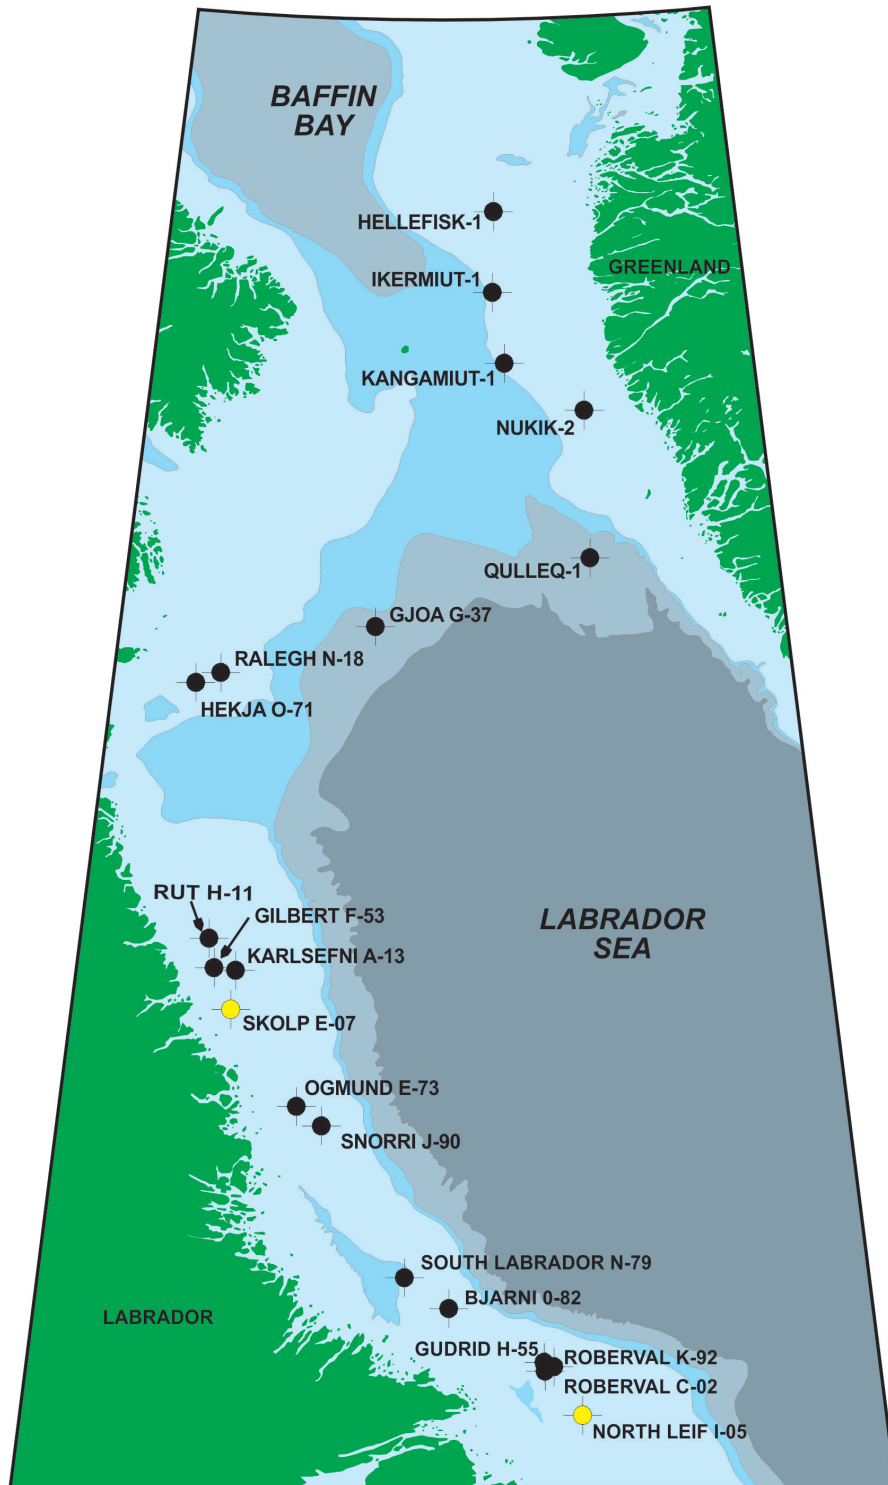 BAFFIN
BAY
HELLEFISK-1
GREENLAND
IKERMIUT-1
KANGAMIUT-1
NUKIK-2
QULLEQ-1
GJOA G-37
RALEGH N-18
HEKJA O-71
RUT H-11
GILBERT F-53
LABRADOR
SEA
KARLSEFNI A-13
SKOLP E-07
OGMUND E-73
SNORRI J-90
SOUTH LABRADOR N-79
BJARNI 0-82
LABRADOR
GUDRID H-55
ROBERVAL K-92
ROBERVAL C-02
NORTH LEIF I-05